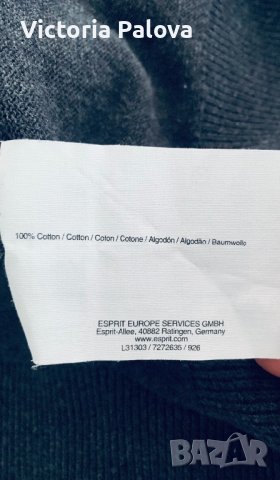 Victoria Palova
100% Cotton / Cotton / Coton / Cotone / Algodón / Algodão / Baumwolle
ESPRIT EUROPE SERVICES GMBH
Esprit-Allee, 40882 Ratingen, Germany
www.esprit.com
L31303 / 7272635 / 926
BAZAR